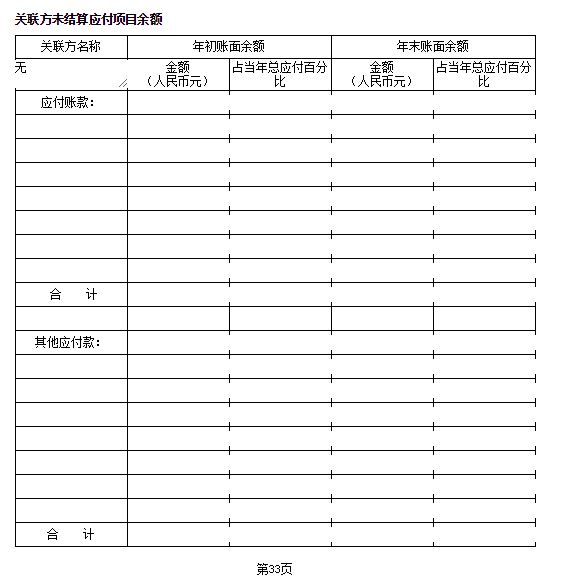 关联方未结算应付项目余额
关联方名称 年初账面余额 年末账面余额
无 金额 占当年总应付百分 金额 占当年总应付百分
（人民币元） 比 （人民币元） 比
应付账款：
合 计
其他应付款：
合 计
第33页